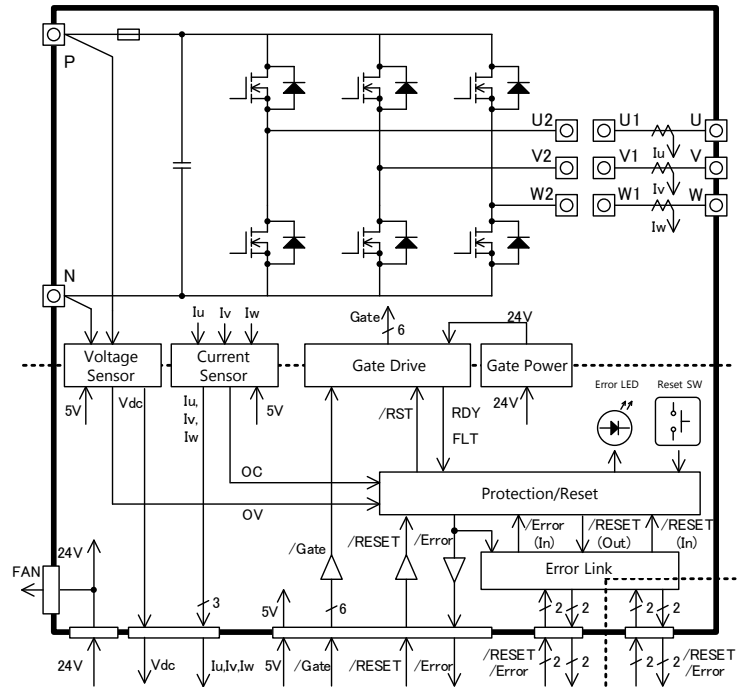 P
U2
U1
U
Iu
V2
V1
V
Iv
W2
W1
W
Iw
N
Iu
Iv
Iw
Gate
6
24V
Voltage
Sensor
Current
Sensor
Gate Drive
Gate Power
Error LED
Reset SW
5V
Vdc
Iu,
Iv,
Iw
5V
/RST
RDY
FLT
24V
OC
OV
Protection/Reset
/Gate
/RESET
/Error
/Error
(In)
/RESET
(Out)
/RESET
(In)
24V
FAN
Error Link
3
5V
6
2
2
2
2
24V
Vdc
Iu,Iv,Iw
5V
/Gate
/RESET
/Error
/RESET
/Error
2
2
2
2
/RESET
/Error